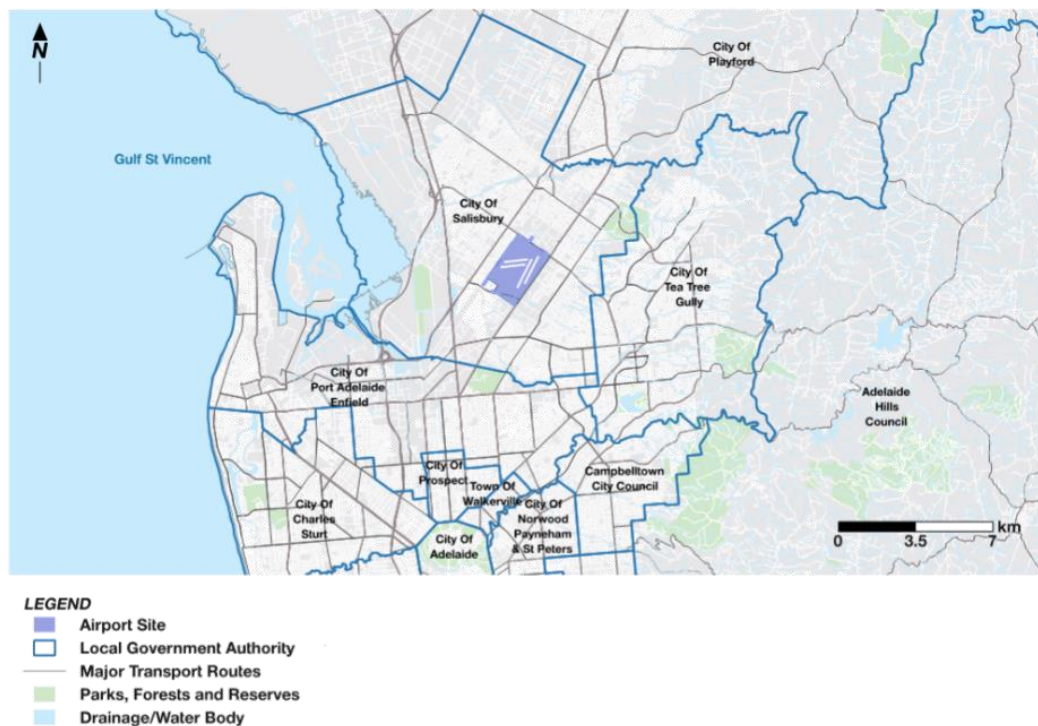 N
City Of
Playford
Gulf St Vincent
City Of
Salisbury
City Of
Tea Tree
Gully
City Of
Port Adelaide
Enfield
Adelaide
Hills
Council
City Of
Prospect
Town Of
Walkerville
Campbelltown
City Council
City Of
Charles
Sturt
City Of
Norwood
Payneham
& St Peters
City Of
Adelaide
km
0 3.5 7
LEGEND
Airport Site
Local Government Authority
Major Transport Routes
Parks, Forests and Reserves
Drainage/Water Body